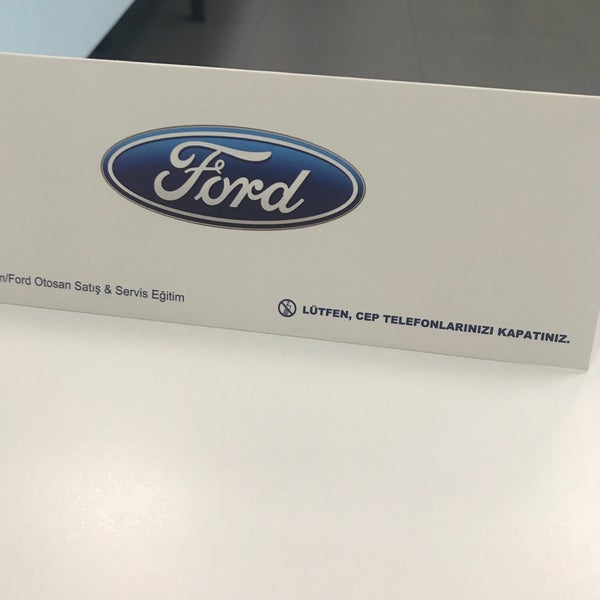 Ford
/Ford Otosan Satış & Servis Eğitim
LÜTFEN, CEP TELEFONLARINIZI KAPATINIZ.